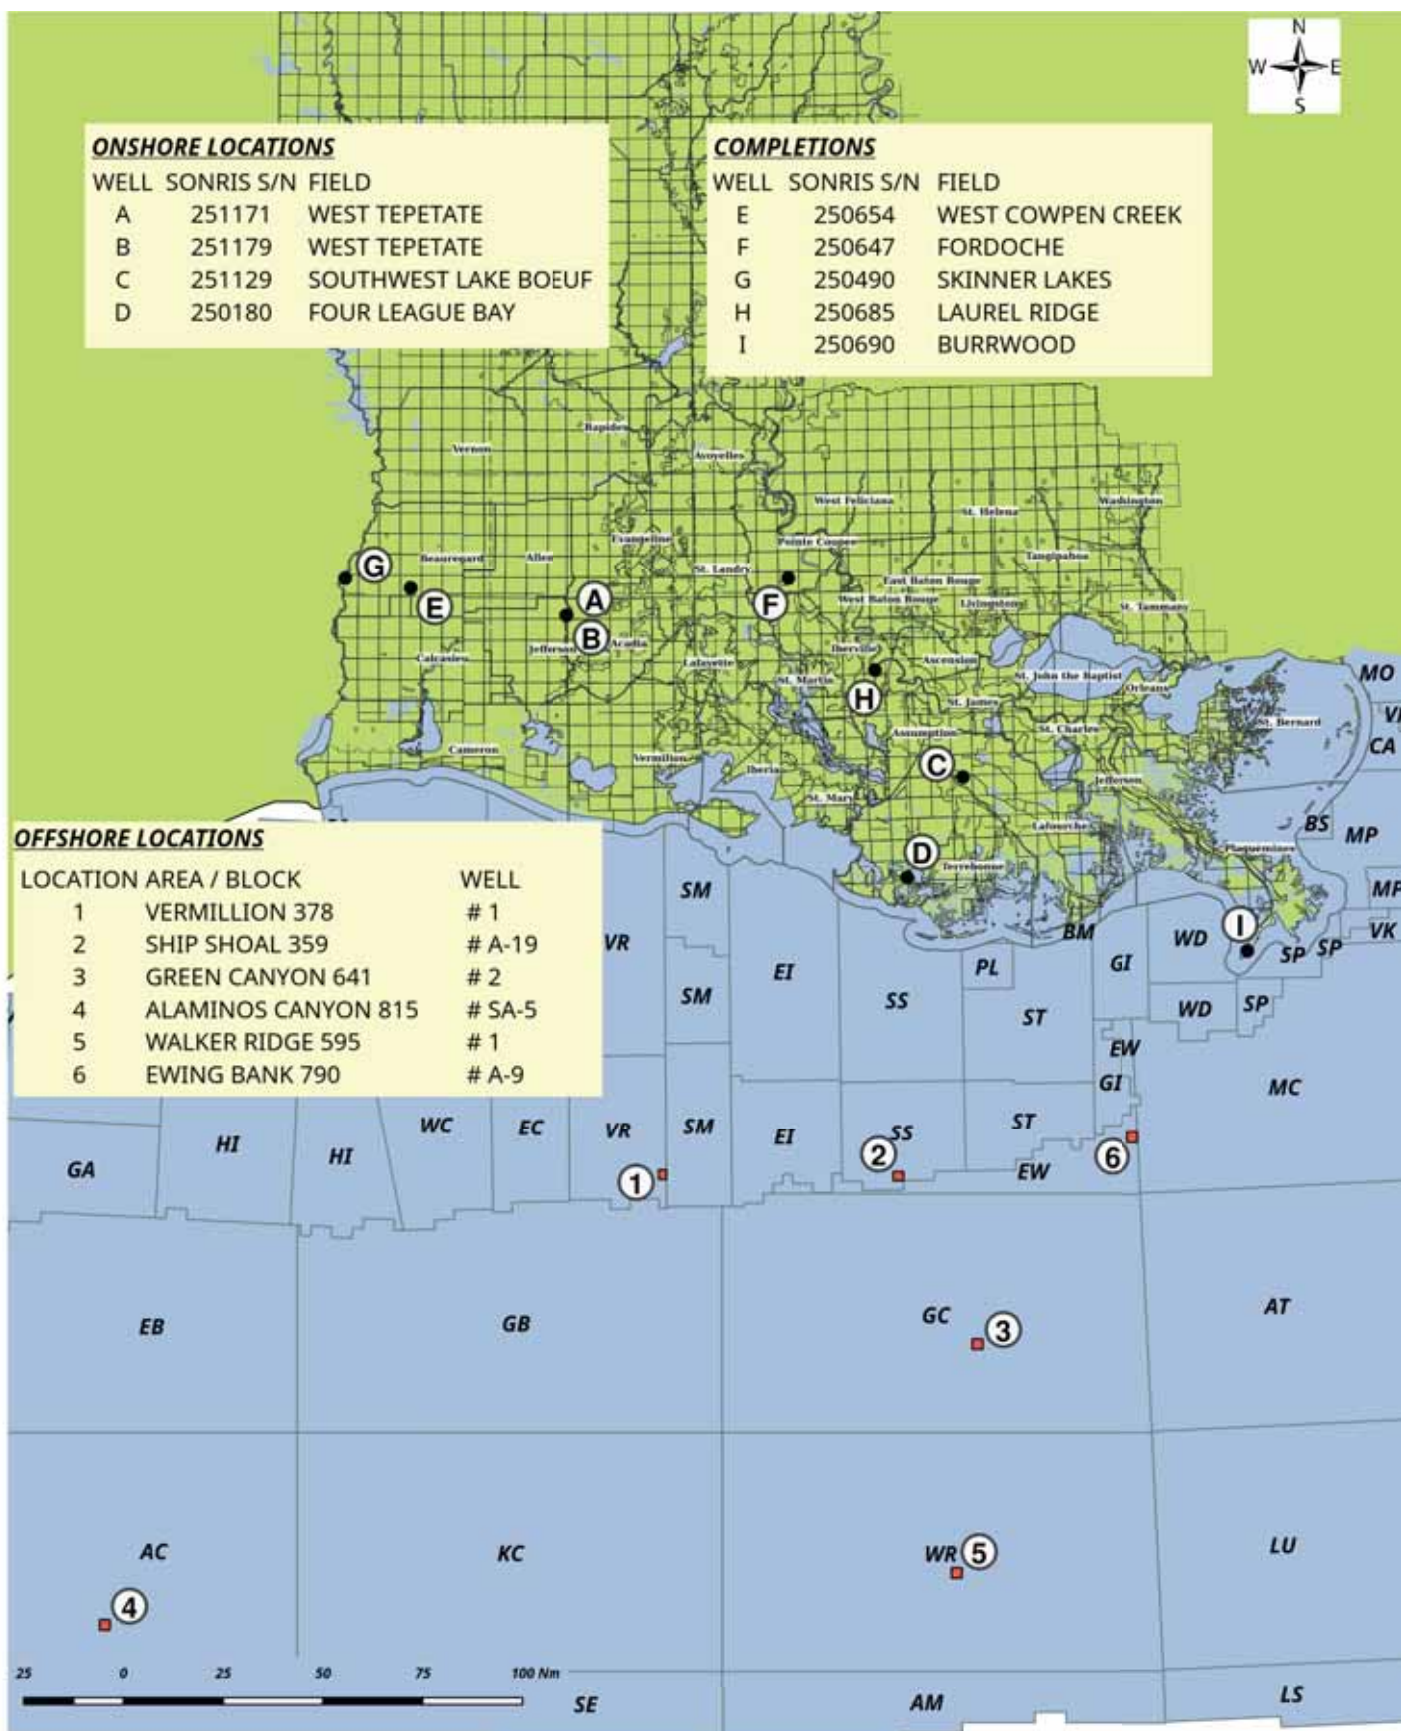 N
W E
S
ONSHORE LOCATIONS
WELL SONRIS S/N FIELD
A 251171 WEST TEPETATE
B 251179 WEST TEPETATE
C 251129 SOUTHWEST LAKE BOEUF
D 250180 FOUR LEAGUE BAY
COMPLETIONS
WELL SONRIS S/N FIELD
E 250654 WEST COWPEN CREEK
F 250647 FORDOCHE
G 250490 SKINNER LAKES
H 250685 LAUREL RIDGE
I 250690 BURRWOOD
Rapides
Vernon
Avoyelles
West Feliciana
Washington
St. Helena
Evangeline
Pointe Coupee
Beauregard
Allen
Tangipahoa
St. Landry
G
East Baton Rouge
E
A
F
West Baton Rouge
Livingston
St. Tammany
B
Jefferson
Acadia
Iberville
Calcasieu
Lafayette
Ascension
St. Martin
St. John the Baptist
MO
H
Orleans
St. James
St. Bernard
Assumption
St. Charles
CA
Cameron
Vermilion
Iberia
C
Jefferson
St. Mary
Lafourche
BS
MP
D
Terrebonne
Plaquemines
OFFSHORE LOCATIONS
LOCATION AREA / BLOCK WELL
1 VERMILLION 378 # 1
2 SHIP SHOAL 359 # A-19
3 GREEN CANYON 641 # 2
4 ALAMINOS CANYON 815 # SA-5
5 WALKER RIDGE 595 # 1
6 EWING BANK 790 # A-9
SM
MP
VR
BM
WD
I
SP
SP
VK
EI
PL
GI
SM
SS
ST
WD
SP
EW
GI
MC
GA
HI
HI
WC
EC
VR
SM
EI
SS
ST
EW
1
2
6
EB
GB
GC
3
AT
AC
KC
WR
5
LU
4
25 0 25 50 75 100 Nm
SE
AM
LS